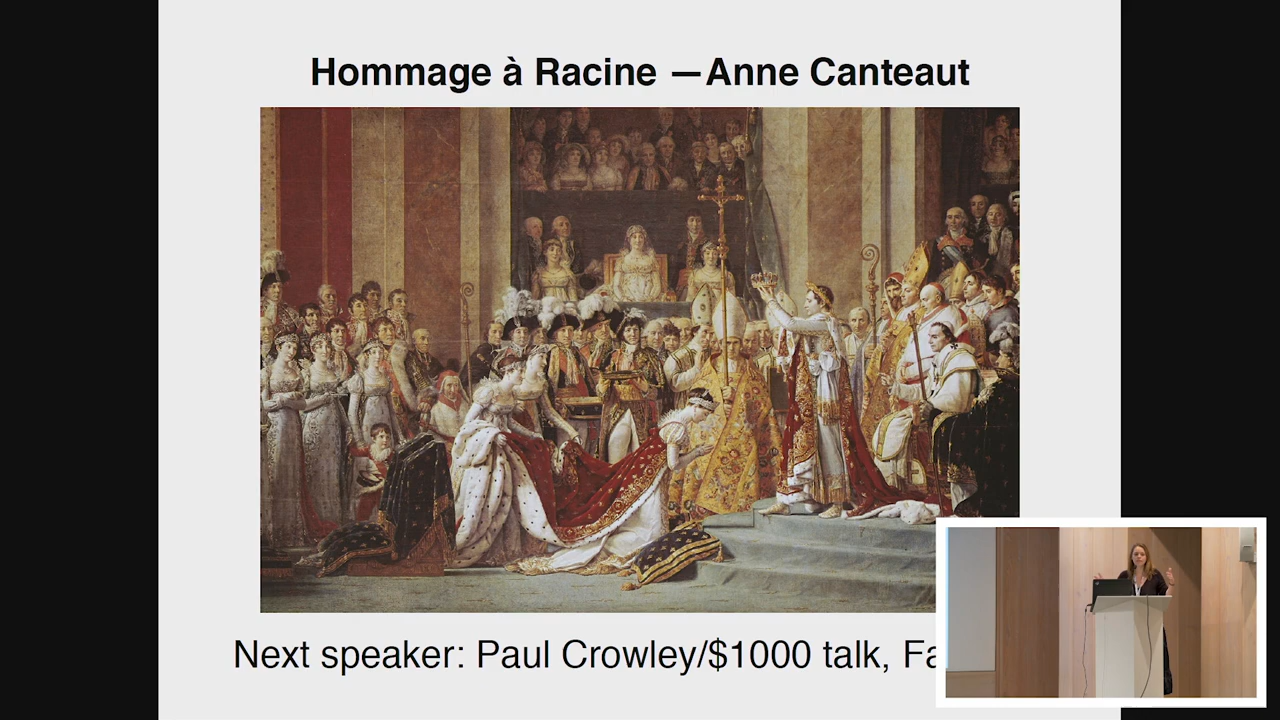 Hommage à Racine —Anne Canteaut
Next speaker: Paul Crowley/$1000 talk,